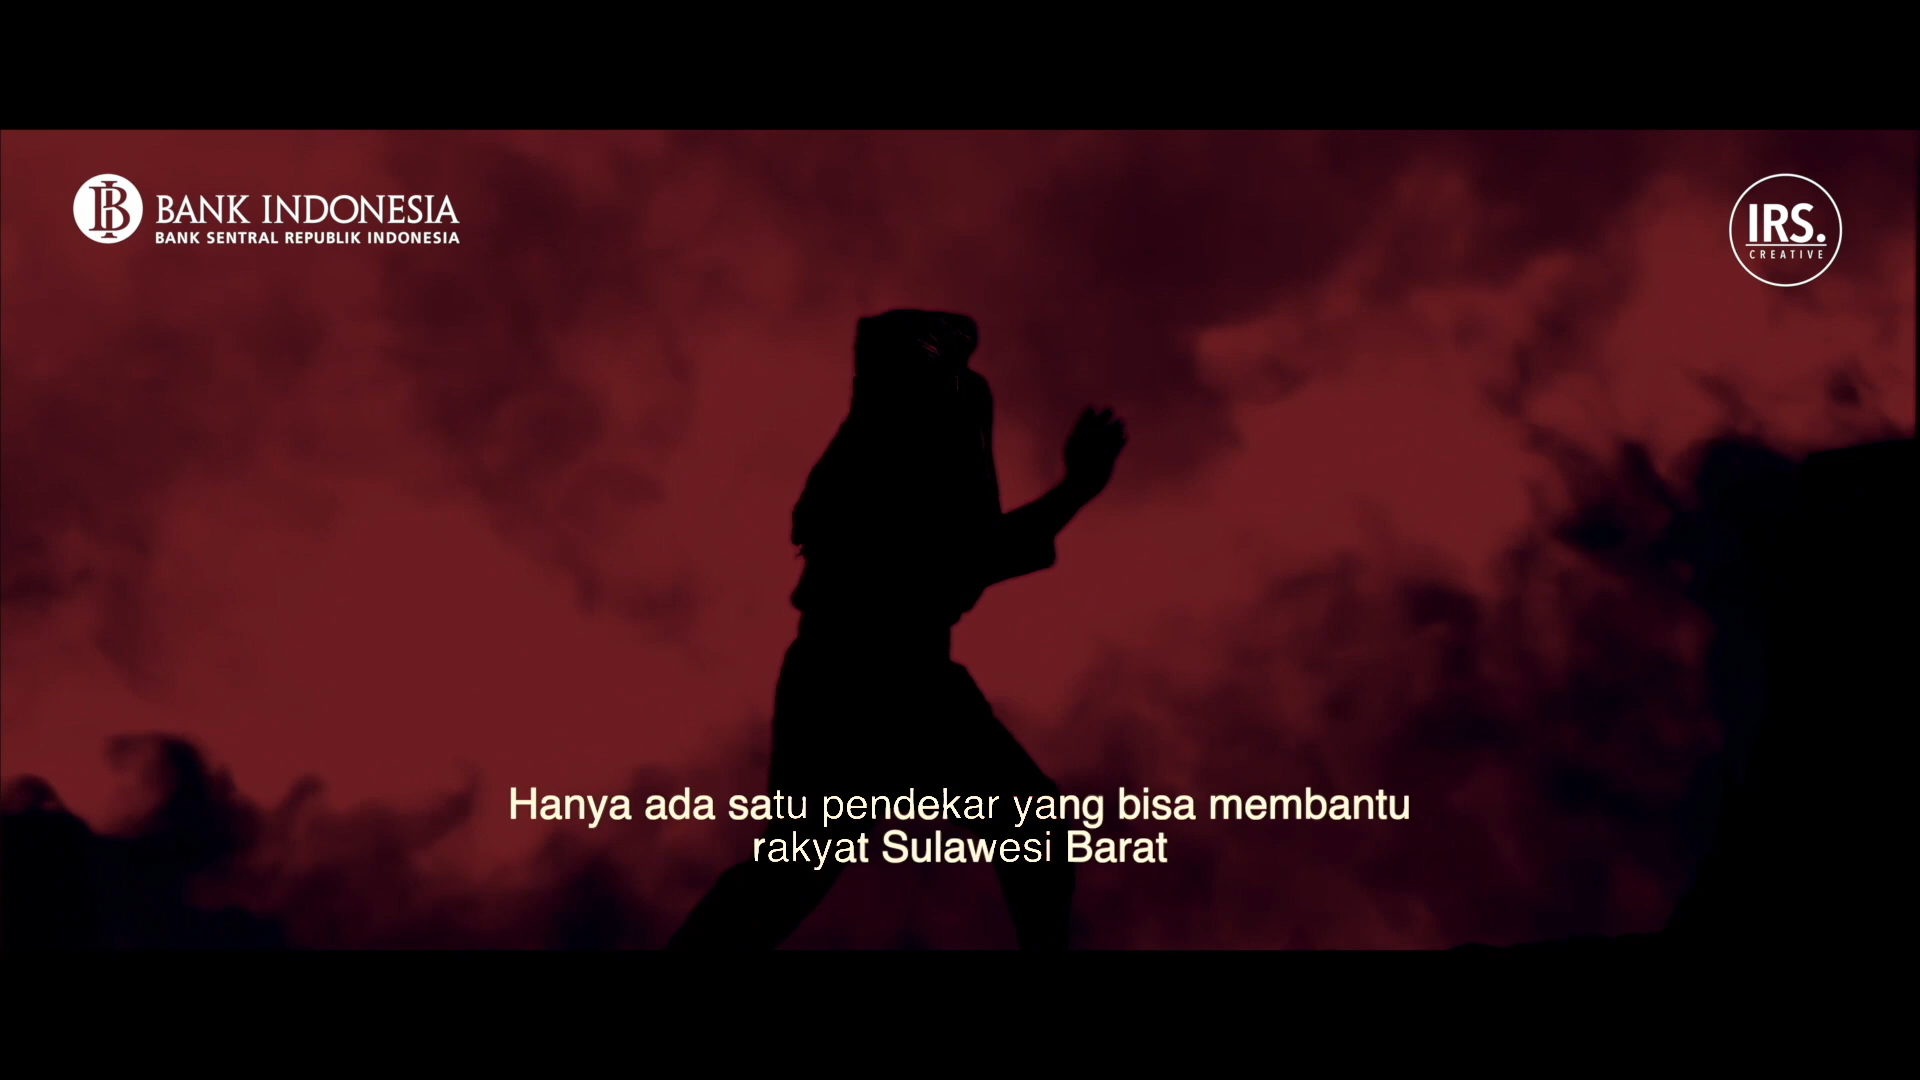 BANK INDONESIA
BANK SENTRAL REPUBLIK INDONESIA
IRS.
CREATIVE
Hanya ada satu pendekar yang bisa membantu
rakyat Sulawesi Barat